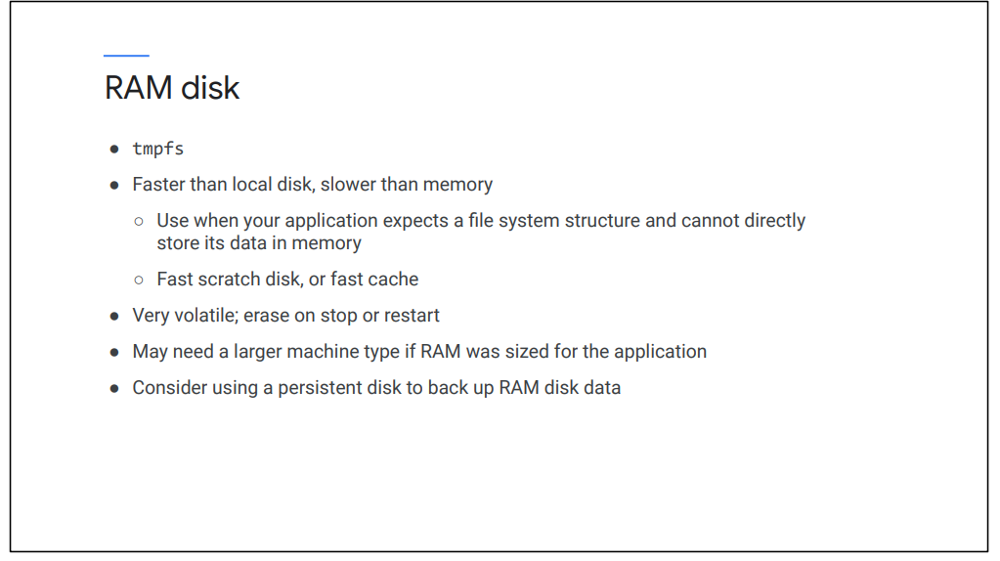 RAM disk
● tmpfs
● Faster than local disk, slower than memory
○ Use when your application expects a file system structure and cannot directly
store its data in memory
○ Fast scratch disk, or fast cache
● Very volatile; erase on stop or restart
● May need a larger machine type if RAM was sized for the application
● Consider using a persistent disk to back up RAM disk data